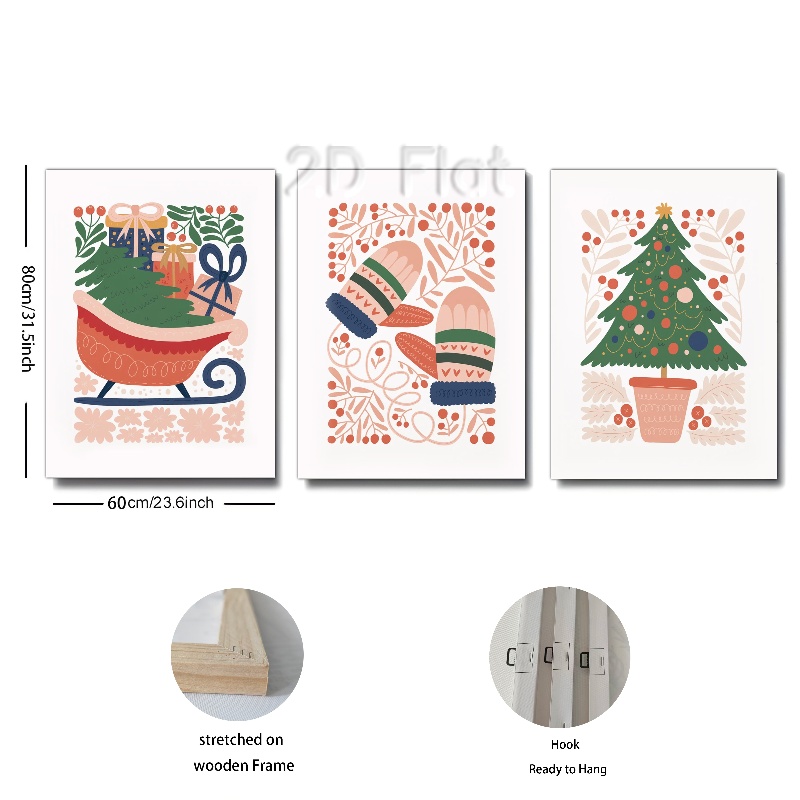 2D Flat
80cm/31.5inch
60cm/23.6inch
stretched on
wooden Frame
Hook
Ready to Hang